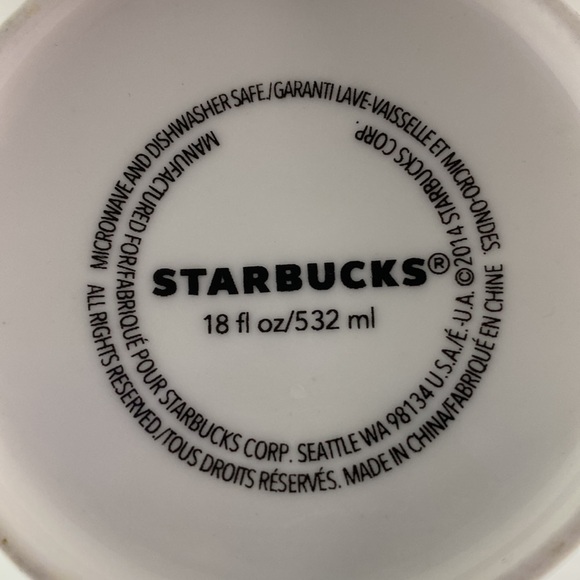 MICROWAVE AND DISHWASHER SAFE./GARANTI LAVE-VAISSELLE ET MICRO-ONDES.
ALL RIGHTS RESERVED./TOUS DROITS RÉSERVÉS. MADE IN CHINA/FABRIQUÉ EN CHINE
MANUFACTURED FOR/FABRIQUÉ POUR STARBUCKS CORP. SEATTLE WA 98134 U.S.A./É.-U.A. ©2014 STARBUCKS CORP.
STARBUCKS®
18 fl oz/532 ml